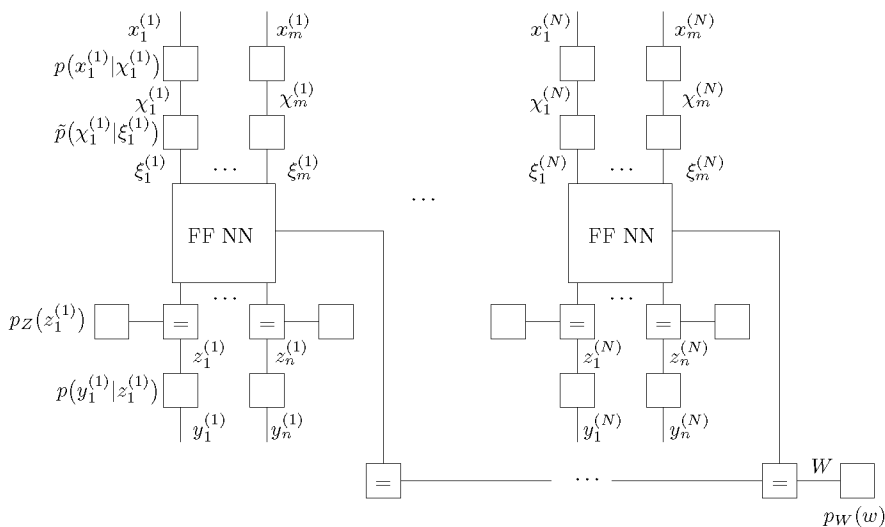 x_1^{(1)} x_m^{(1)} x_1^{(N)} x_m^{(N)}
p(x_1^{(1)}|χ_1^{(1)})
χ_1^{(1)} χ_m^{(1)} χ_1^{(N)} χ_m^{(N)}
p̃(χ_1^{(1)}|ξ_1^{(1)})
ξ_1^{(1)} ... ξ_m^{(1)} ξ_1^{(N)} ... ξ_m^{(N)}
...
FF NN FF NN
... ...
p_Z(z_1^{(1)}) = = = =
z_1^{(1)} z_n^{(1)} z_1^{(N)} z_n^{(N)}
p(y_1^{(1)}|z_1^{(1)})
y_1^{(1)} y_n^{(1)} y_1^{(N)} y_n^{(N)}
= ... = W
p_W(w)